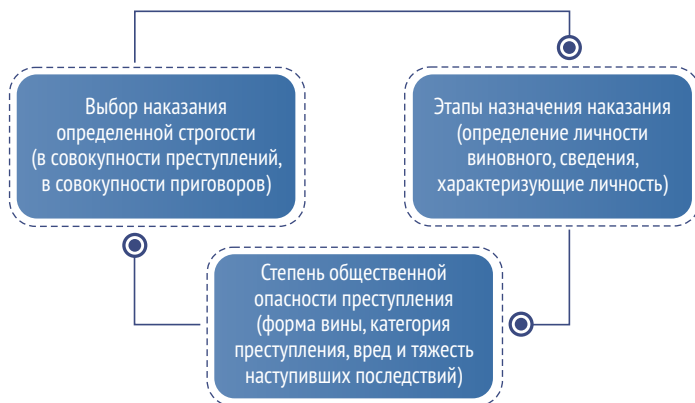 Выбор наказания
определенной строгости
(в совокупности преступлений,
в совокупности приговоров)
Этапы назначения наказания
(определение личности
виновного, сведения,
характеризующие личность)
Степень общественной
опасности преступления
(форма вины, категория
преступления, вред и тяжесть
наступивших последствий)